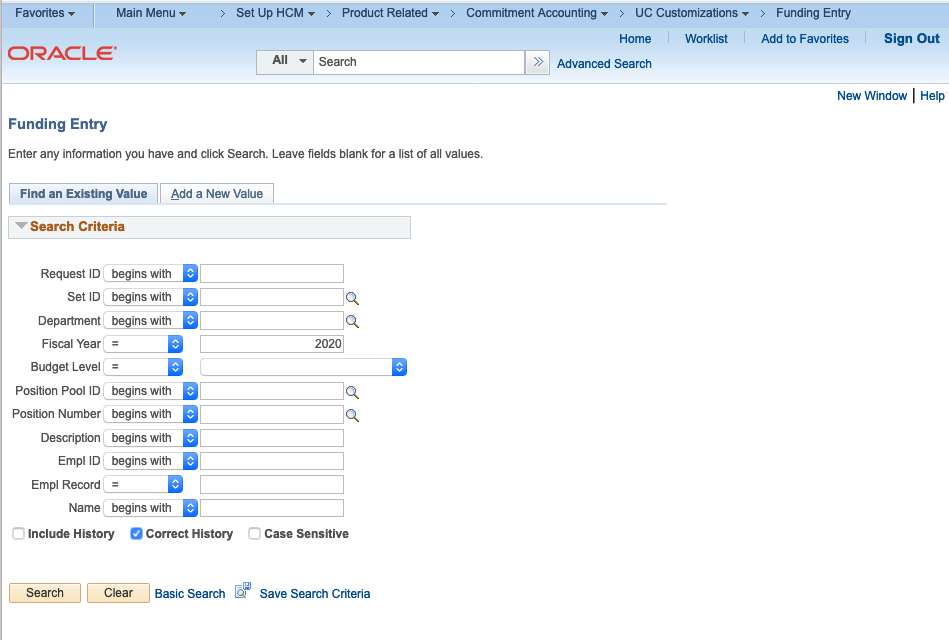 Favorites Main Menu > Set Up HCM > Product Related > Commitment Accounting > UC Customizations > Funding Entry
Home Worklist Add to Favorites Sign Out
ORACLE
All Search Advanced Search
New Window | Help
Funding Entry
Enter any information you have and click Search. Leave fields blank for a list of all values.
Find an Existing Value Add a New Value
Search Criteria
Request ID begins with
Set ID begins with
Department begins with
Fiscal Year = 2020
Budget Level =
Position Pool ID begins with
Position Number begins with
Description begins with
Empl ID begins with
Empl Record =
Name begins with
Include History Correct History Case Sensitive
Search Clear Basic Search Save Search Criteria